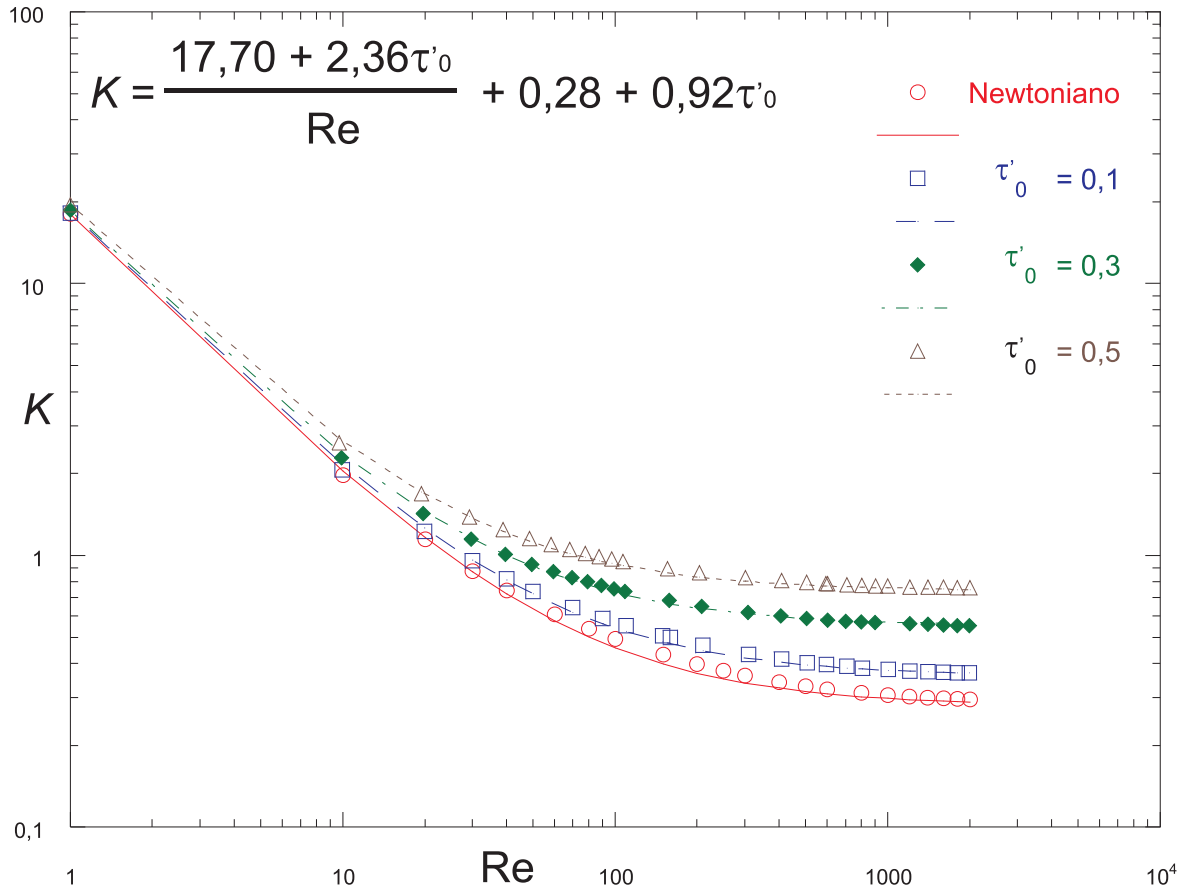 100
17,70 + 2,36τ'0
K = + 0,28 + 0,92τ'0
Re
Newtoniano
τ'0 = 0,1
τ'0 = 0,3
τ'0 = 0,5
10
K
1
0,1
1 10 100 1000 10^4
Re